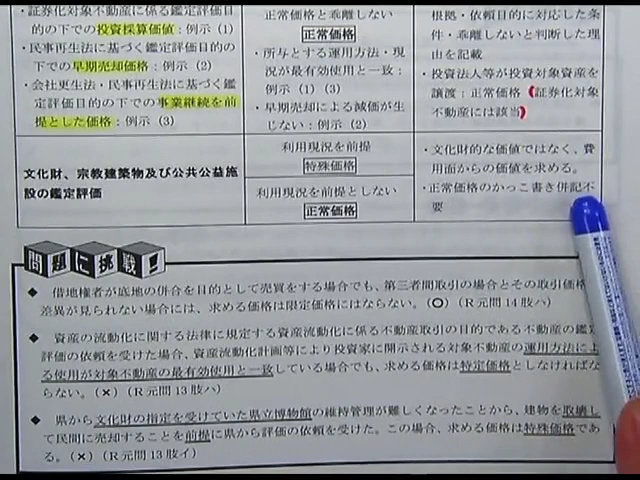 ・証券化対象不動産に係る鑑定評価目
的の下での投資採算価値：例示（1）
・民事再生法に基づく鑑定評価目的の
下での早期売却価格：例示（2）
・会社更生法・民事再生法に基づく鑑
定評価目的の下での事業継続を前
提とした価格：例示（3）
正常価格と乖離しない
正常価格
・所与とする運用方法・現
況が最有効使用と一致：
例示（1）（3）
・早期売却による減価が生
じない：例示（2）
根拠・依頼目的に対応した条
件・乖離しないと判断した理
由を記載
・投資法人等が投資対象資産を
譲渡：正常価格（証券化対象
不動産には該当）
文化財、宗教建築物及び公共公益施
設の鑑定評価
利用現況を前提
特殊価格
利用現況を前提としない
正常価格
・文化財的な価値ではなく、費
用面からの価値を求める。
・正常価格のかっこ書き併記不
要
問題に挑戦！
◆ 借地権者が底地の併合を目的として売買をする場合でも、第三者間取引の場合とその取引価格
差異が見られない場合には、求める価格は限定価格にはならない。（○）（R元問14肢ハ）
◆ 資産の流動化に関する法律に規定する資産流動化に係る不動産取引の目的である不動産の鑑定
評価の依頼を受けた場合、資産流動化計画等により投資家に開示される対象不動産の運用方法によ
る使用が対象不動産の最有効使用と一致している場合でも、求める価格は特定価格としなければな
らない。（×）（R元問13肢ハ）
◆ 県から文化財の指定を受けていた県立博物館の維持管理が難しくなったことから、建物を取壊し
て民間に売却することを前提に県から評価の依頼を受けた。この場合、求める価格は特殊価格であ
る。（×）（R元問13肢イ）